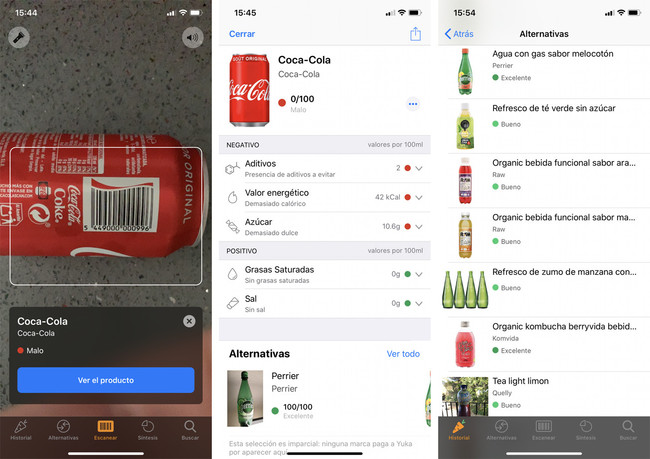 15:44
GOÛT ORIGINAL
Coca-Cola
Coke.
5 449000 000996
Coca-Cola
Coca-Cola
Malo
Ver el producto
Historial
Alternativas
Escanear
Síntesis
Buscar
15:45
Cerrar
GOÛT ORIGINAL
Coca-Cola
Coca-Cola
Coca-Cola
0/100
Malo
NEGATIVO
valores por 100ml
Aditivos
Presencia de aditivos a evitar
2
Valor energético
Demasiado calórico
42 kCal
Azúcar
Demasiado dulce
10.6g
POSITIVO
valores por 100ml
Grasas Saturadas
Sin grasas saturadas
0g
Sal
Sin sal
0g
Alternativas
Ver todo
Perrier
Perrier
100/100
Excelente
Esta selección es imparcial: ninguna marca paga a Yuka
por aparecer aquí
15:54
Atrás
Alternativas
Agua con gas sabor melocotón
Perrier
Excelente
Refresco de té verde sin azúcar
Bueno
Organic bebida funcional sabor ara...
Raw
Bueno
Organic bebida funcional sabor ma...
Raw
Bueno
Refresco de zumo de manzana con...
Bueno
Organic kombucha berryvida bebid...
Komvida
Excelente
Tea light limon
Quelly
Bueno
Historial
Alternativas
Escanear
Síntesis
Buscar